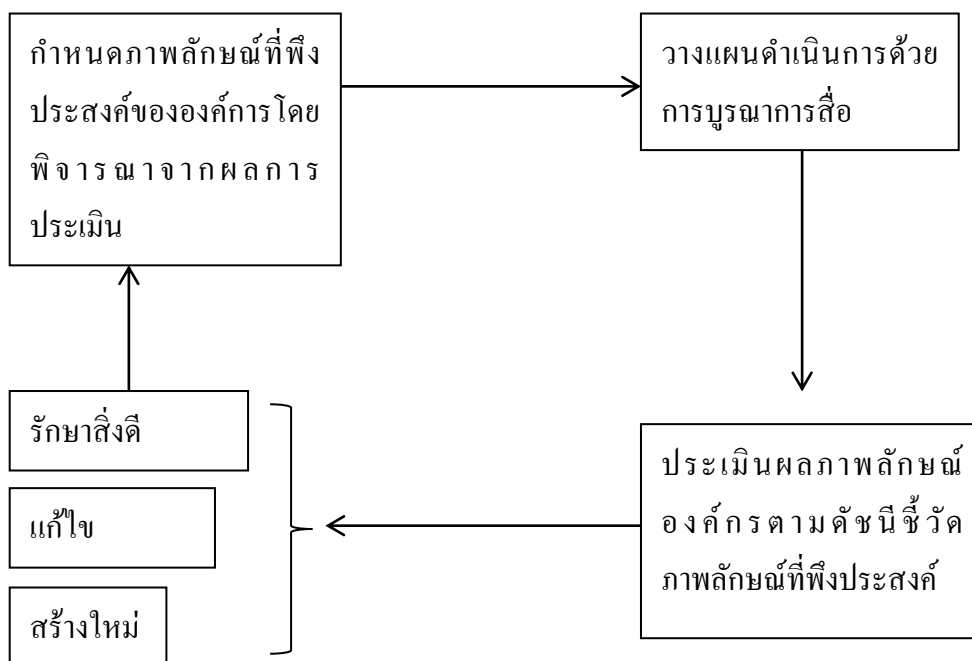 กำหนดภาพลักษณ์ที่พึง
ประสงค์ขององค์การโดย
พิจารณาจากผลการ
ประเมิน
วางแผนดำเนินการด้วย
การบูรณาการสื่อ
ประเมินผลภาพลักษณ์
องค์กรตามดัชนีชี้วัด
ภาพลักษณ์ที่พึงประสงค์
รักษาสิ่งดี
แก้ไข
สร้างใหม่